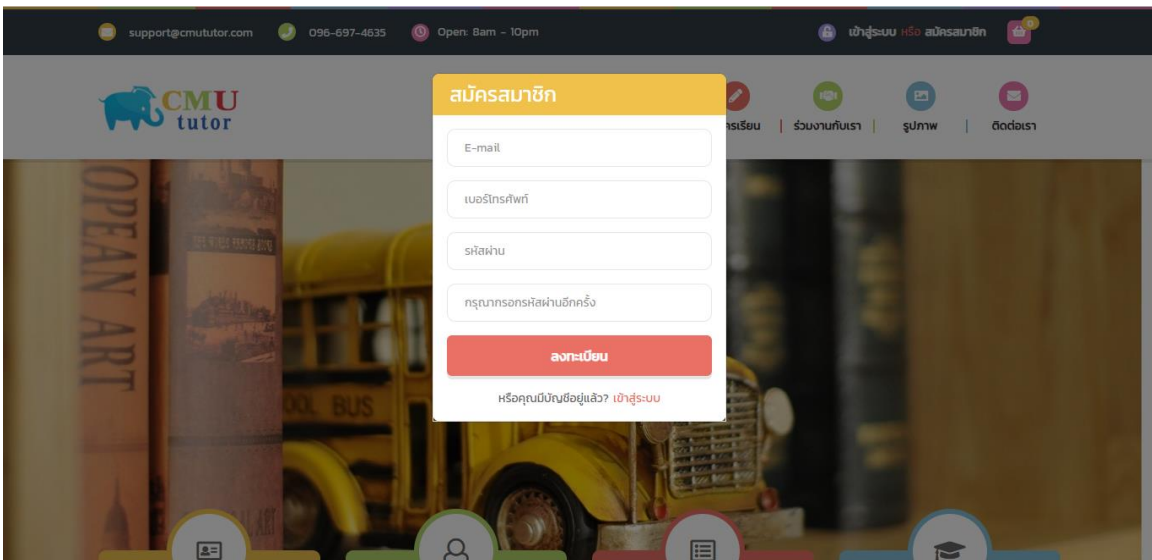 support@cmututor.com
096-697-4635
Open: 8am - 10pm
เข้าสู่ระบบ หรือ สมัครสมาชิก
0
CMU
tutor
ร่วมงานกับเรา
รูปภาพ
ติดต่อเรา
สมัครสมาชิก
E-mail
เบอร์โทรศัพท์
รหัสผ่าน
กรุณากรอกรหัสผ่านอีกครั้ง
ลงทะเบียน
หรือคุณมีบัญชีอยู่แล้ว? เข้าสู่ระบบ
OPEAN ART
BUS